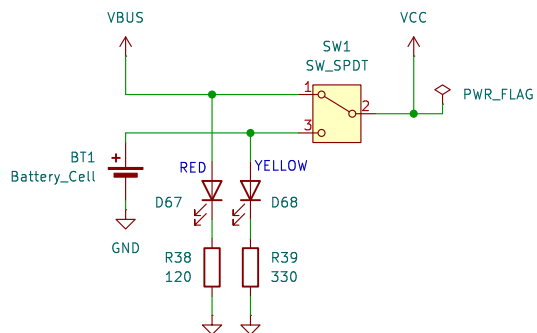 VBUS
VCC
SW1
SW_SPDT
1
2
3
PWR_FLAG
BT1
Battery_Cell
+
RED
YELLOW
D67
D68
GND
R38
120
R39
330